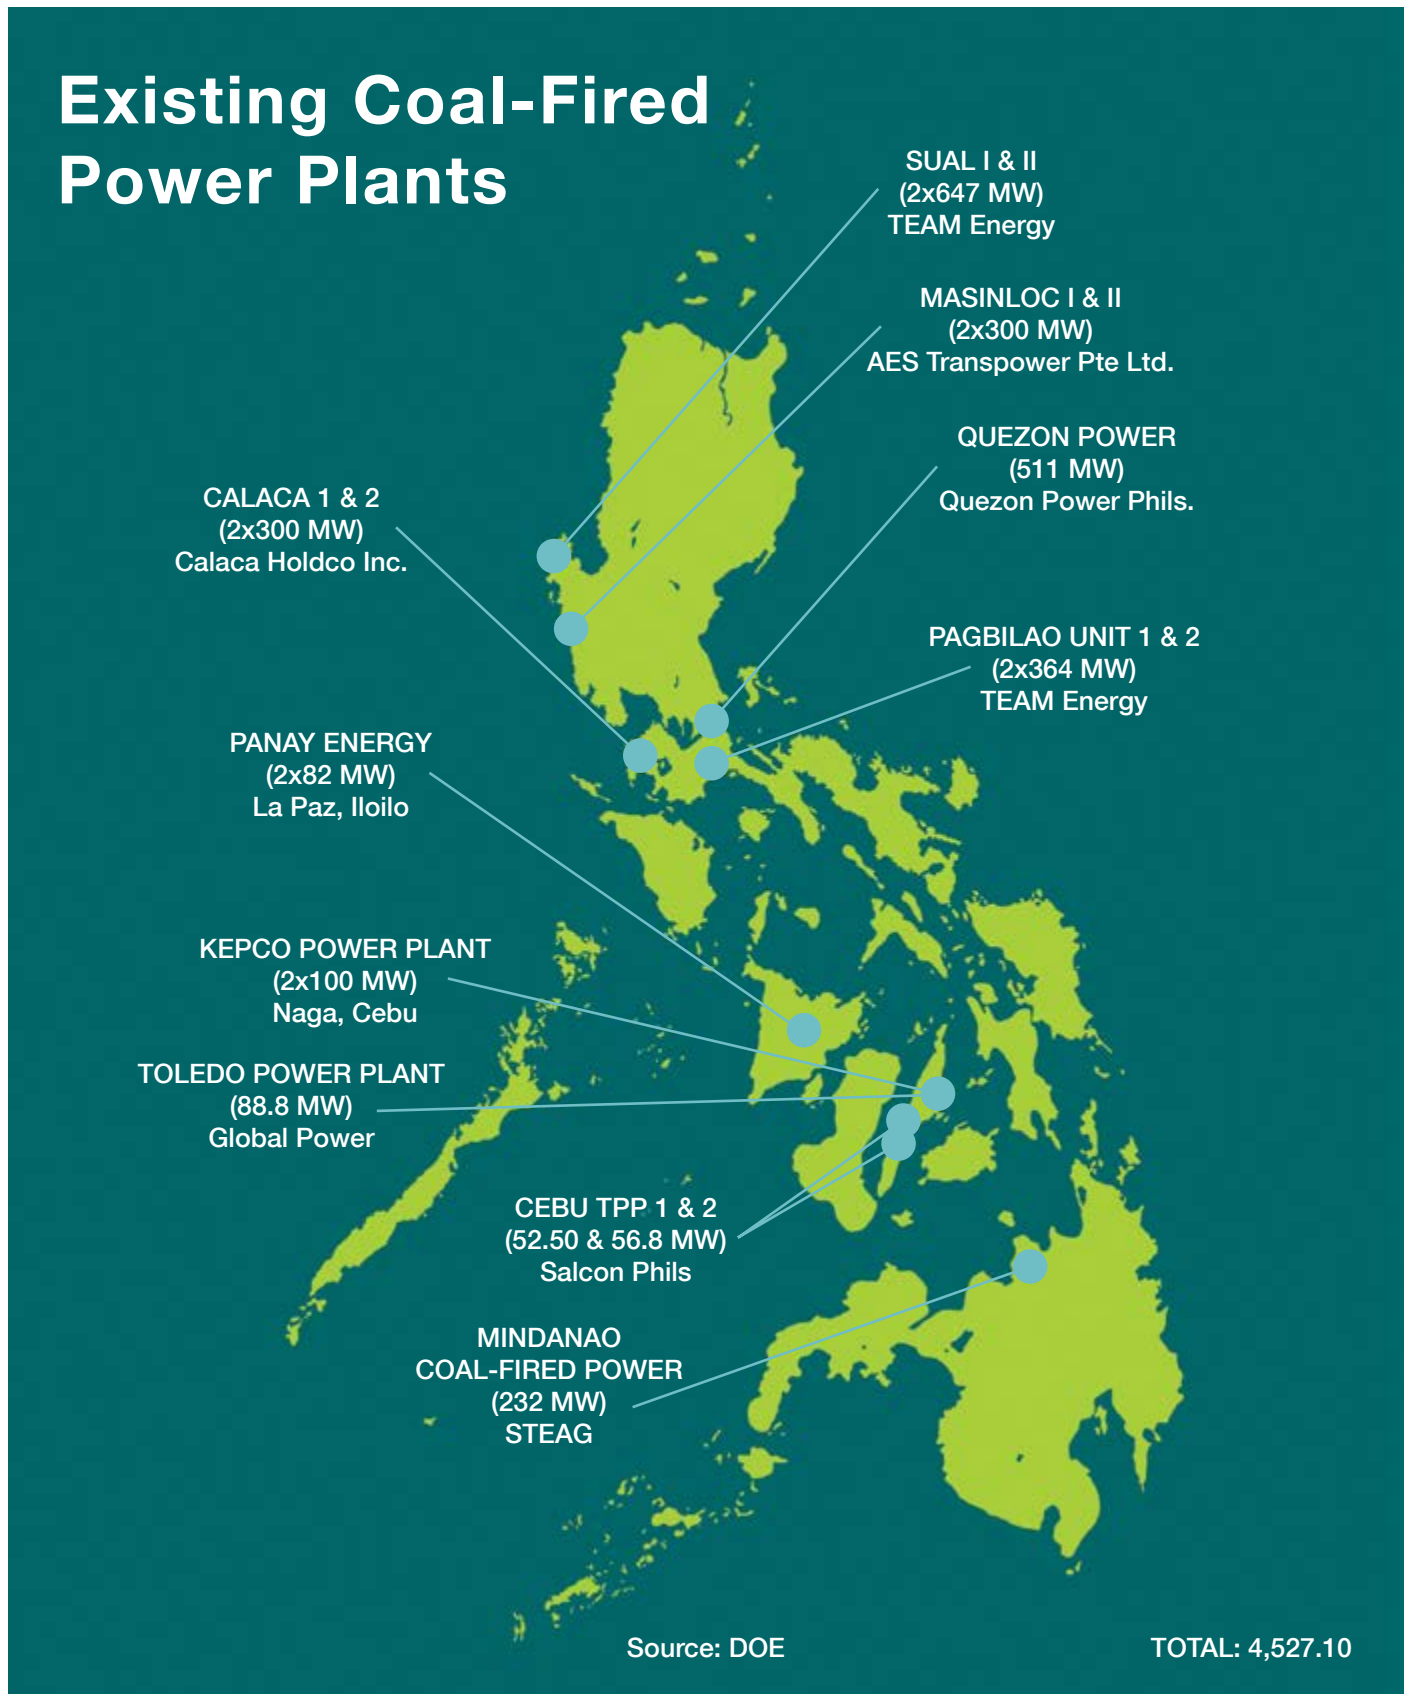 Existing Coal-Fired
Power Plants
SUAL I & II
(2x647 MW)
TEAM Energy
MASINLOC I & II
(2x300 MW)
AES Transpower Pte Ltd.
QUEZON POWER
(511 MW)
Quezon Power Phils.
CALACA 1 & 2
(2x300 MW)
Calaca Holdco Inc.
PAGBILAO UNIT 1 & 2
(2x364 MW)
TEAM Energy
PANAY ENERGY
(2x82 MW)
La Paz, Iloilo
KEPCO POWER PLANT
(2x100 MW)
Naga, Cebu
TOLEDO POWER PLANT
(88.8 MW)
Global Power
CEBU TPP 1 & 2
(52.50 & 56.8 MW)
Salcon Phils
MINDANAO
COAL-FIRED POWER
(232 MW)
STEAG
Source: DOE
TOTAL: 4,527.10